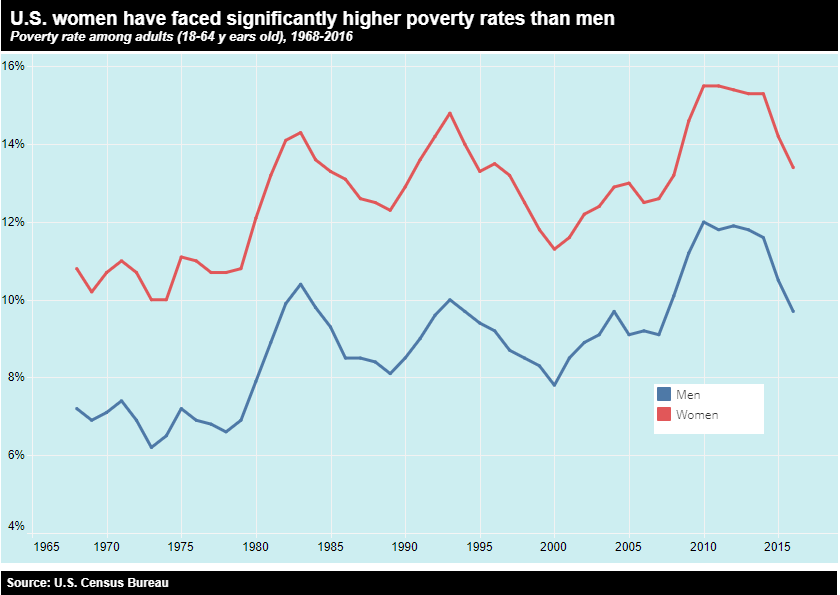 U.S. women have faced significantly higher poverty rates than men
Poverty rate among adults (18-64 y ears old), 1968-2016
16%
14%
12%
10%
8%
6%
4%
Men
Women
1965 1970 1975 1980 1985 1990 1995 2000 2005 2010 2015
Source: U.S. Census Bureau